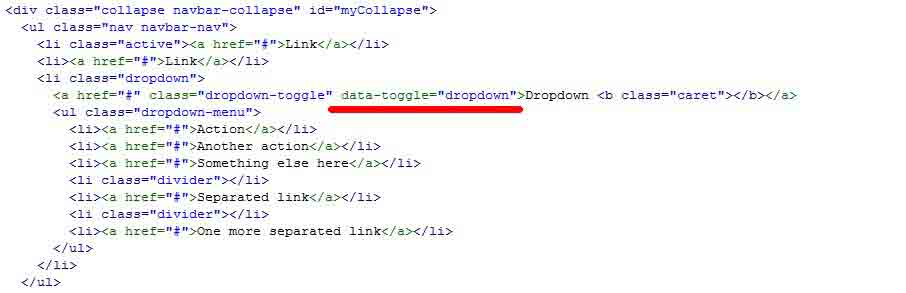 <div class="collapse navbar-collapse" id="myCollapse">
  <ul class="nav navbar-nav">
    <li class="active"><a href="#">Link</a></li>
    <li><a href="#">Link</a></li>
    <li class="dropdown">
      <a href="#" class="dropdown-toggle" data-toggle="dropdown">Dropdown <b class="caret"></b></a>
      <ul class="dropdown-menu">
        <li><a href="#">Action</a></li>
        <li><a href="#">Another action</a></li>
        <li><a href="#">Something else here</a></li>
        <li class="divider"></li>
        <li><a href="#">Separated link</a></li>
        <li class="divider"></li>
        <li><a href="#">One more separated link</a></li>
      </ul>
    </li>
  </ul>